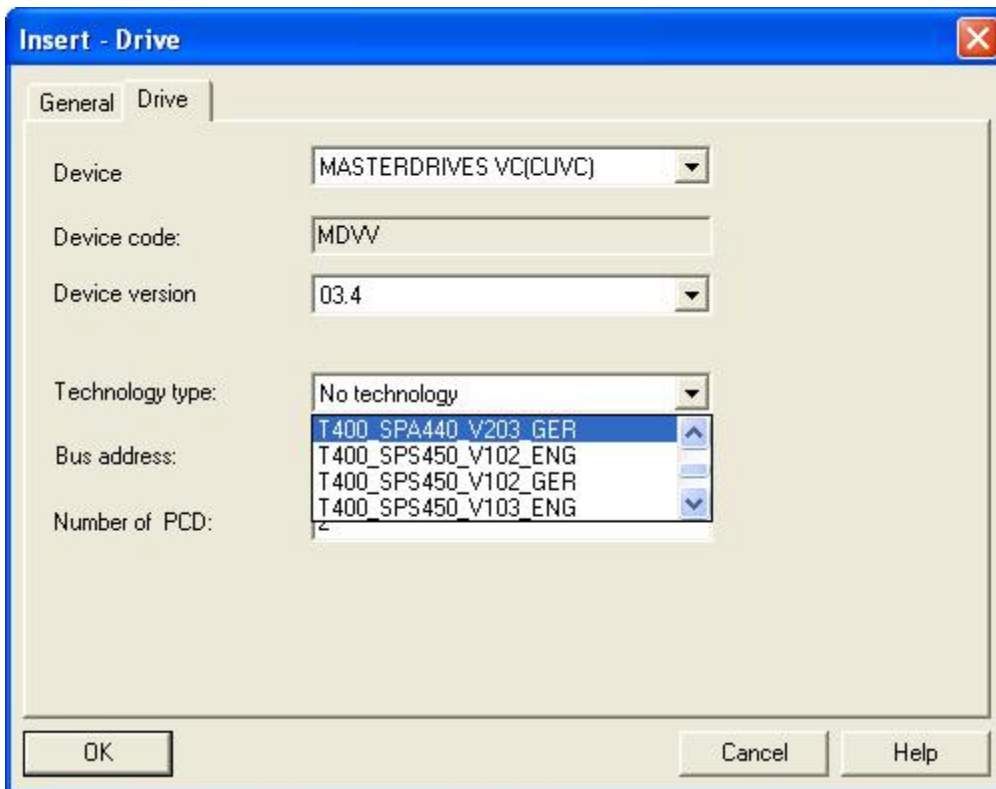 Insert - Drive
General Drive
Device MASTERDRIVES VC(CUVC)
Device code: MDVV
Device version 03.4
Technology type: No technology
T400_SPA440_V203_GER
Bus address: T400_SPS450_V102_ENG
T400_SPS450_V102_GER
Number of PCD: T400_SPS450_V103_ENG
OK Cancel Help